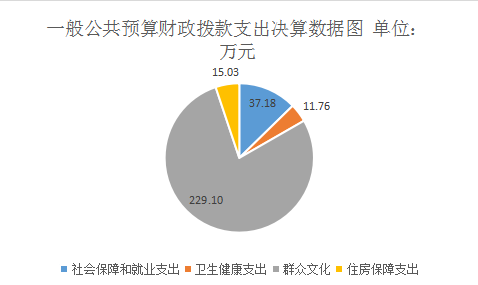 一般公共预算财政拨款支出决算数据图 单位：
万元
15.03
37.18
11.76
229.10
社会保障和就业支出 卫生健康支出 群众文化 住房保障支出